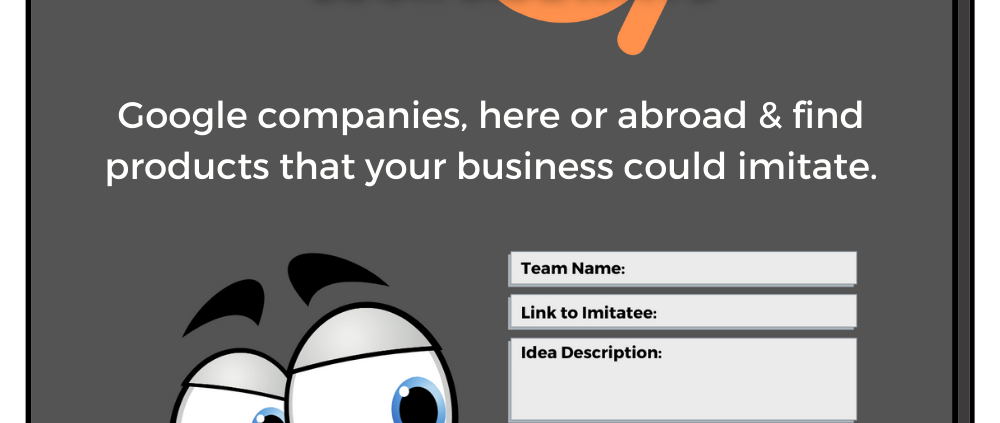 Google companies, here or abroad & find
products that your business could imitate.
Team Name:
Link to Imitatee:
Idea Description: